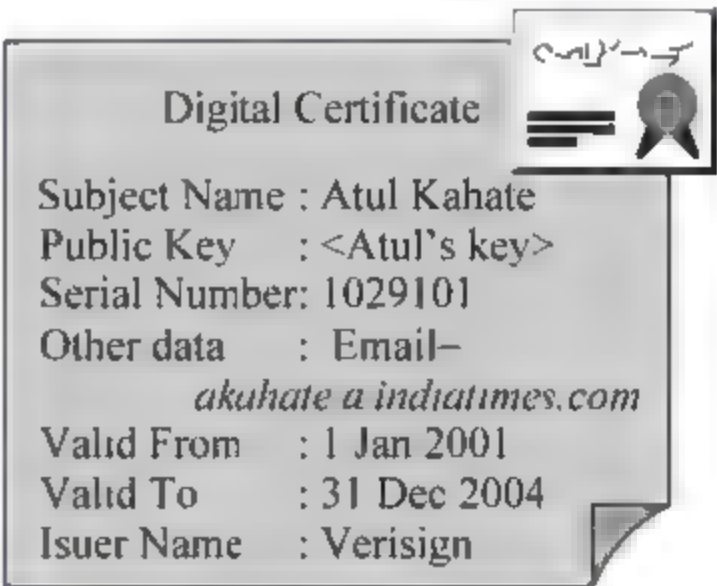 Digital Certificate
Subject Name : Atul Kahate
Public Key : <Atul's key>
Serial Number: 1029101
Other data : Email–
akahate a indiatimes.com
Valid From : 1 Jan 2001
Valid To : 31 Dec 2004
Isuer Name : Verisign